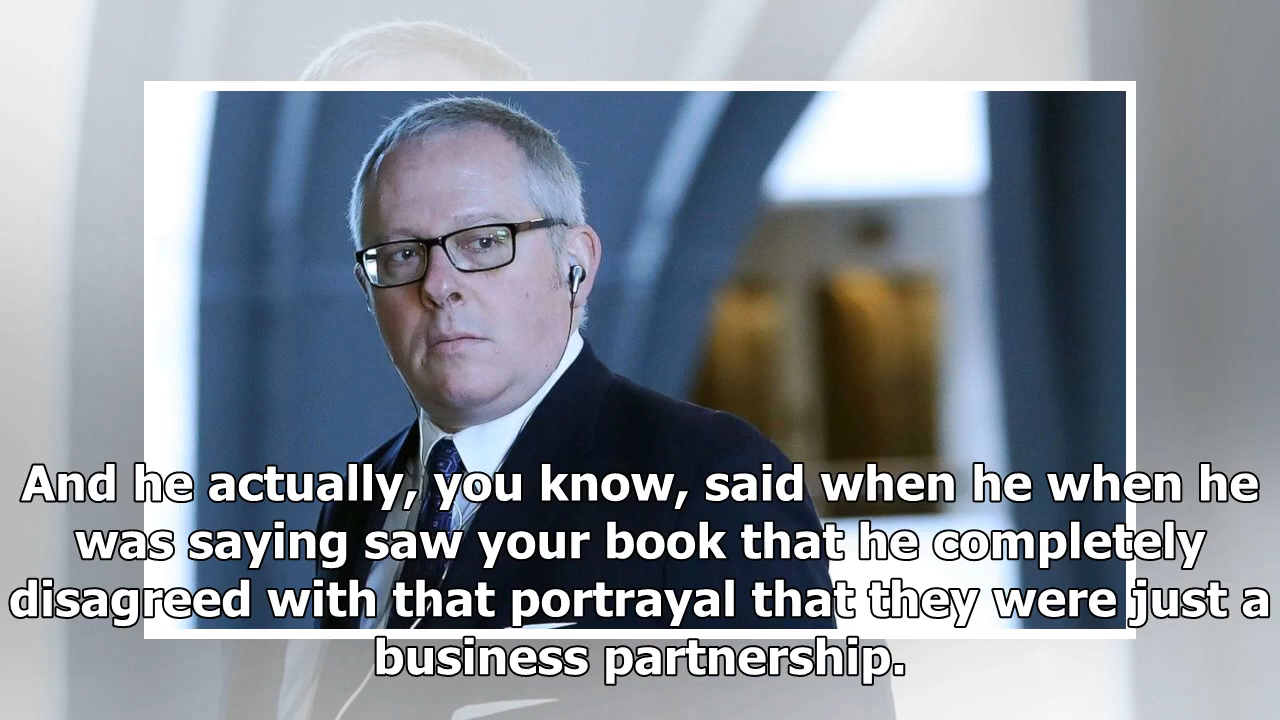 And he actually, you know, said when he when he
was saying saw your book that he completely
disagreed with that portrayal that they were just a
business partnership.